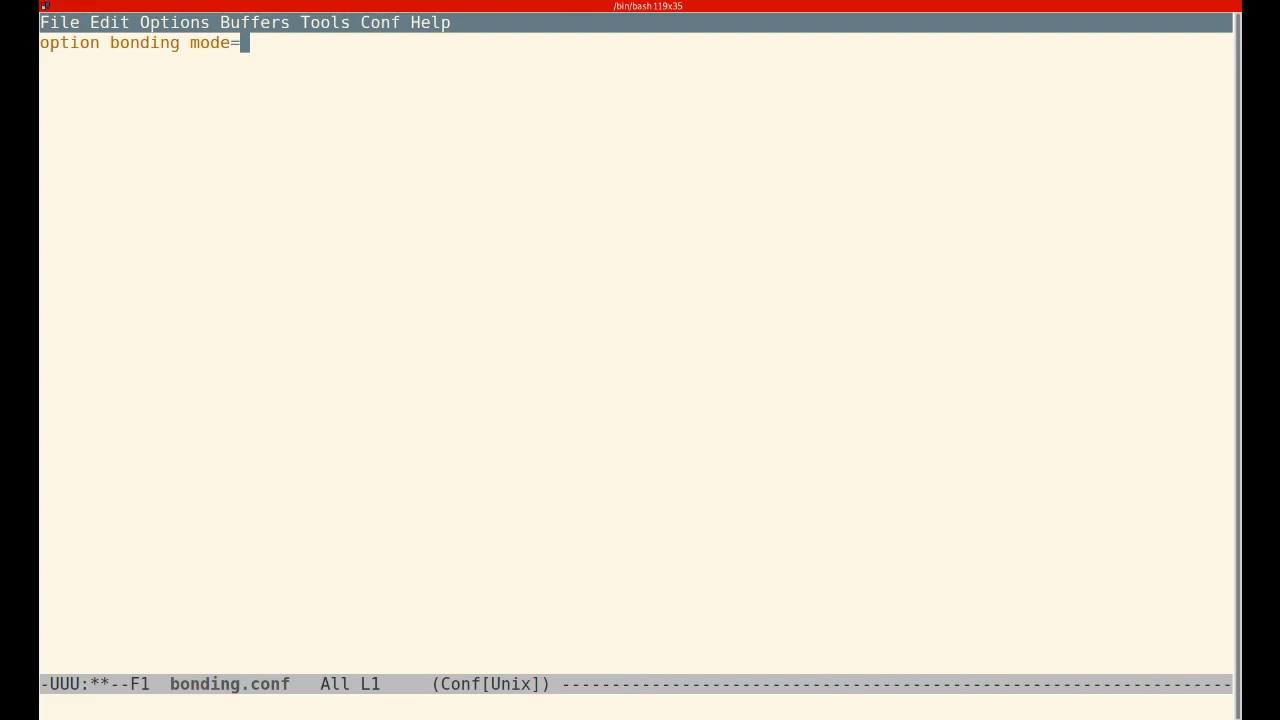 /bin/bash 119x35
File Edit Options Buffers Tools Conf Help
option bonding mode=
-UUU:**--F1  bonding.conf   All L1     (Conf[Unix]) -------------------------------------------------------------------